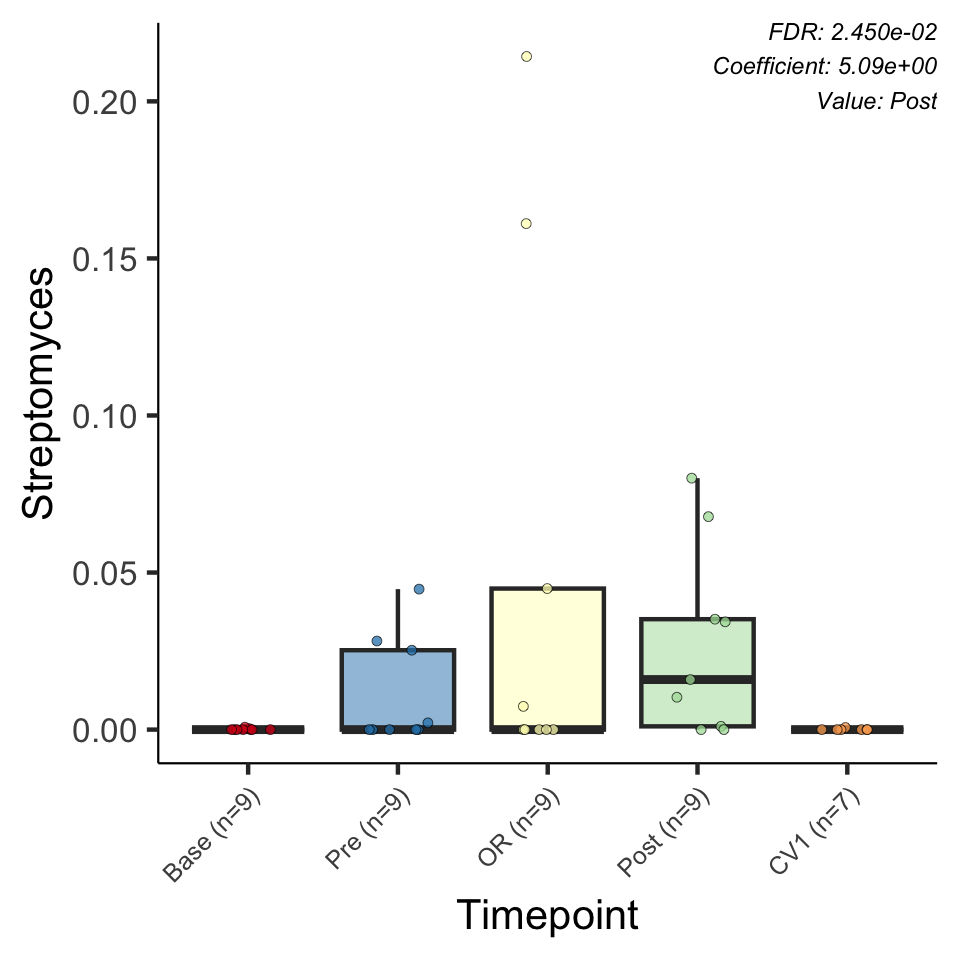 FDR: 2.450e-02
Coefficient: 5.09e+00
Value: Post
Streptomyces
0.20
0.15
0.10
0.05
0.00
Base (n=9)
Pre (n=9)
OR (n=9)
Post (n=9)
CV1 (n=7)
Timepoint